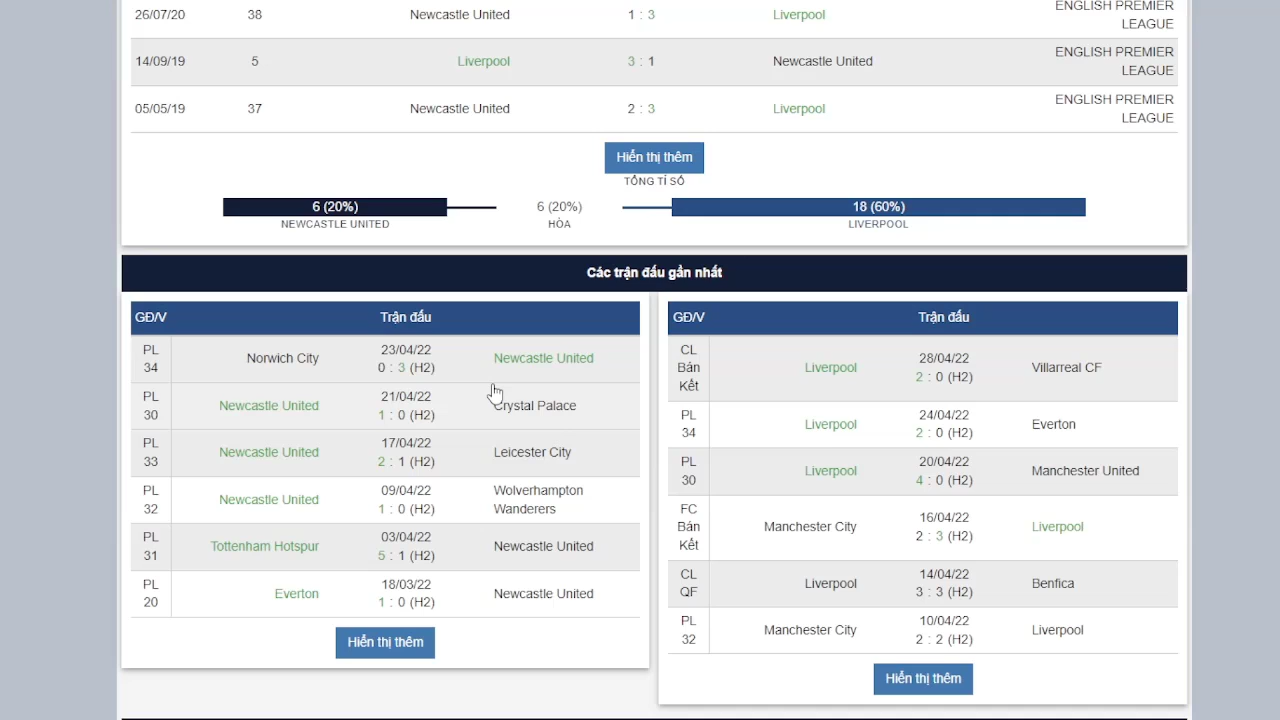 26/07/20 38 Newcastle United 1 : 3 Liverpool ENGLISH PREMIER
LEAGUE
14/09/19 5 Liverpool 3 : 1 Newcastle United ENGLISH PREMIER
LEAGUE
05/05/19 37 Newcastle United 2 : 3 Liverpool ENGLISH PREMIER
LEAGUE
Hiển thị thêm
TỔNG TỈ SỐ
6 (20%) 6 (20%) 18 (60%)
NEWCASTLE UNITED HÒA LIVERPOOL
Các trận đấu gần nhất
GĐ/V Trận đấu
PL 34 Norwich City 23/04/22 Newcastle United
0 : 3 (H2)
PL 30 Newcastle United 21/04/22 Crystal Palace
1 : 0 (H2)
PL 33 Newcastle United 17/04/22 Leicester City
2 : 1 (H2)
PL 32 Newcastle United 09/04/22 Wolverhampton
1 : 0 (H2) Wanderers
PL 31 Tottenham Hotspur 03/04/22 Newcastle United
5 : 1 (H2)
PL 20 Everton 18/03/22 Newcastle United
1 : 0 (H2)
Hiển thị thêm
GĐ/V Trận đấu
CL Bán Kết Liverpool 28/04/22 Villarreal CF
2 : 0 (H2)
PL 34 Liverpool 24/04/22 Everton
2 : 0 (H2)
PL 30 Liverpool 20/04/22 Manchester United
4 : 0 (H2)
FC Bán Kết Manchester City 16/04/22 Liverpool
2 : 3 (H2)
CL QF Liverpool 14/04/22 Benfica
3 : 3 (H2)
PL 32 Manchester City 10/04/22 Liverpool
2 : 2 (H2)
Hiển thị thêm